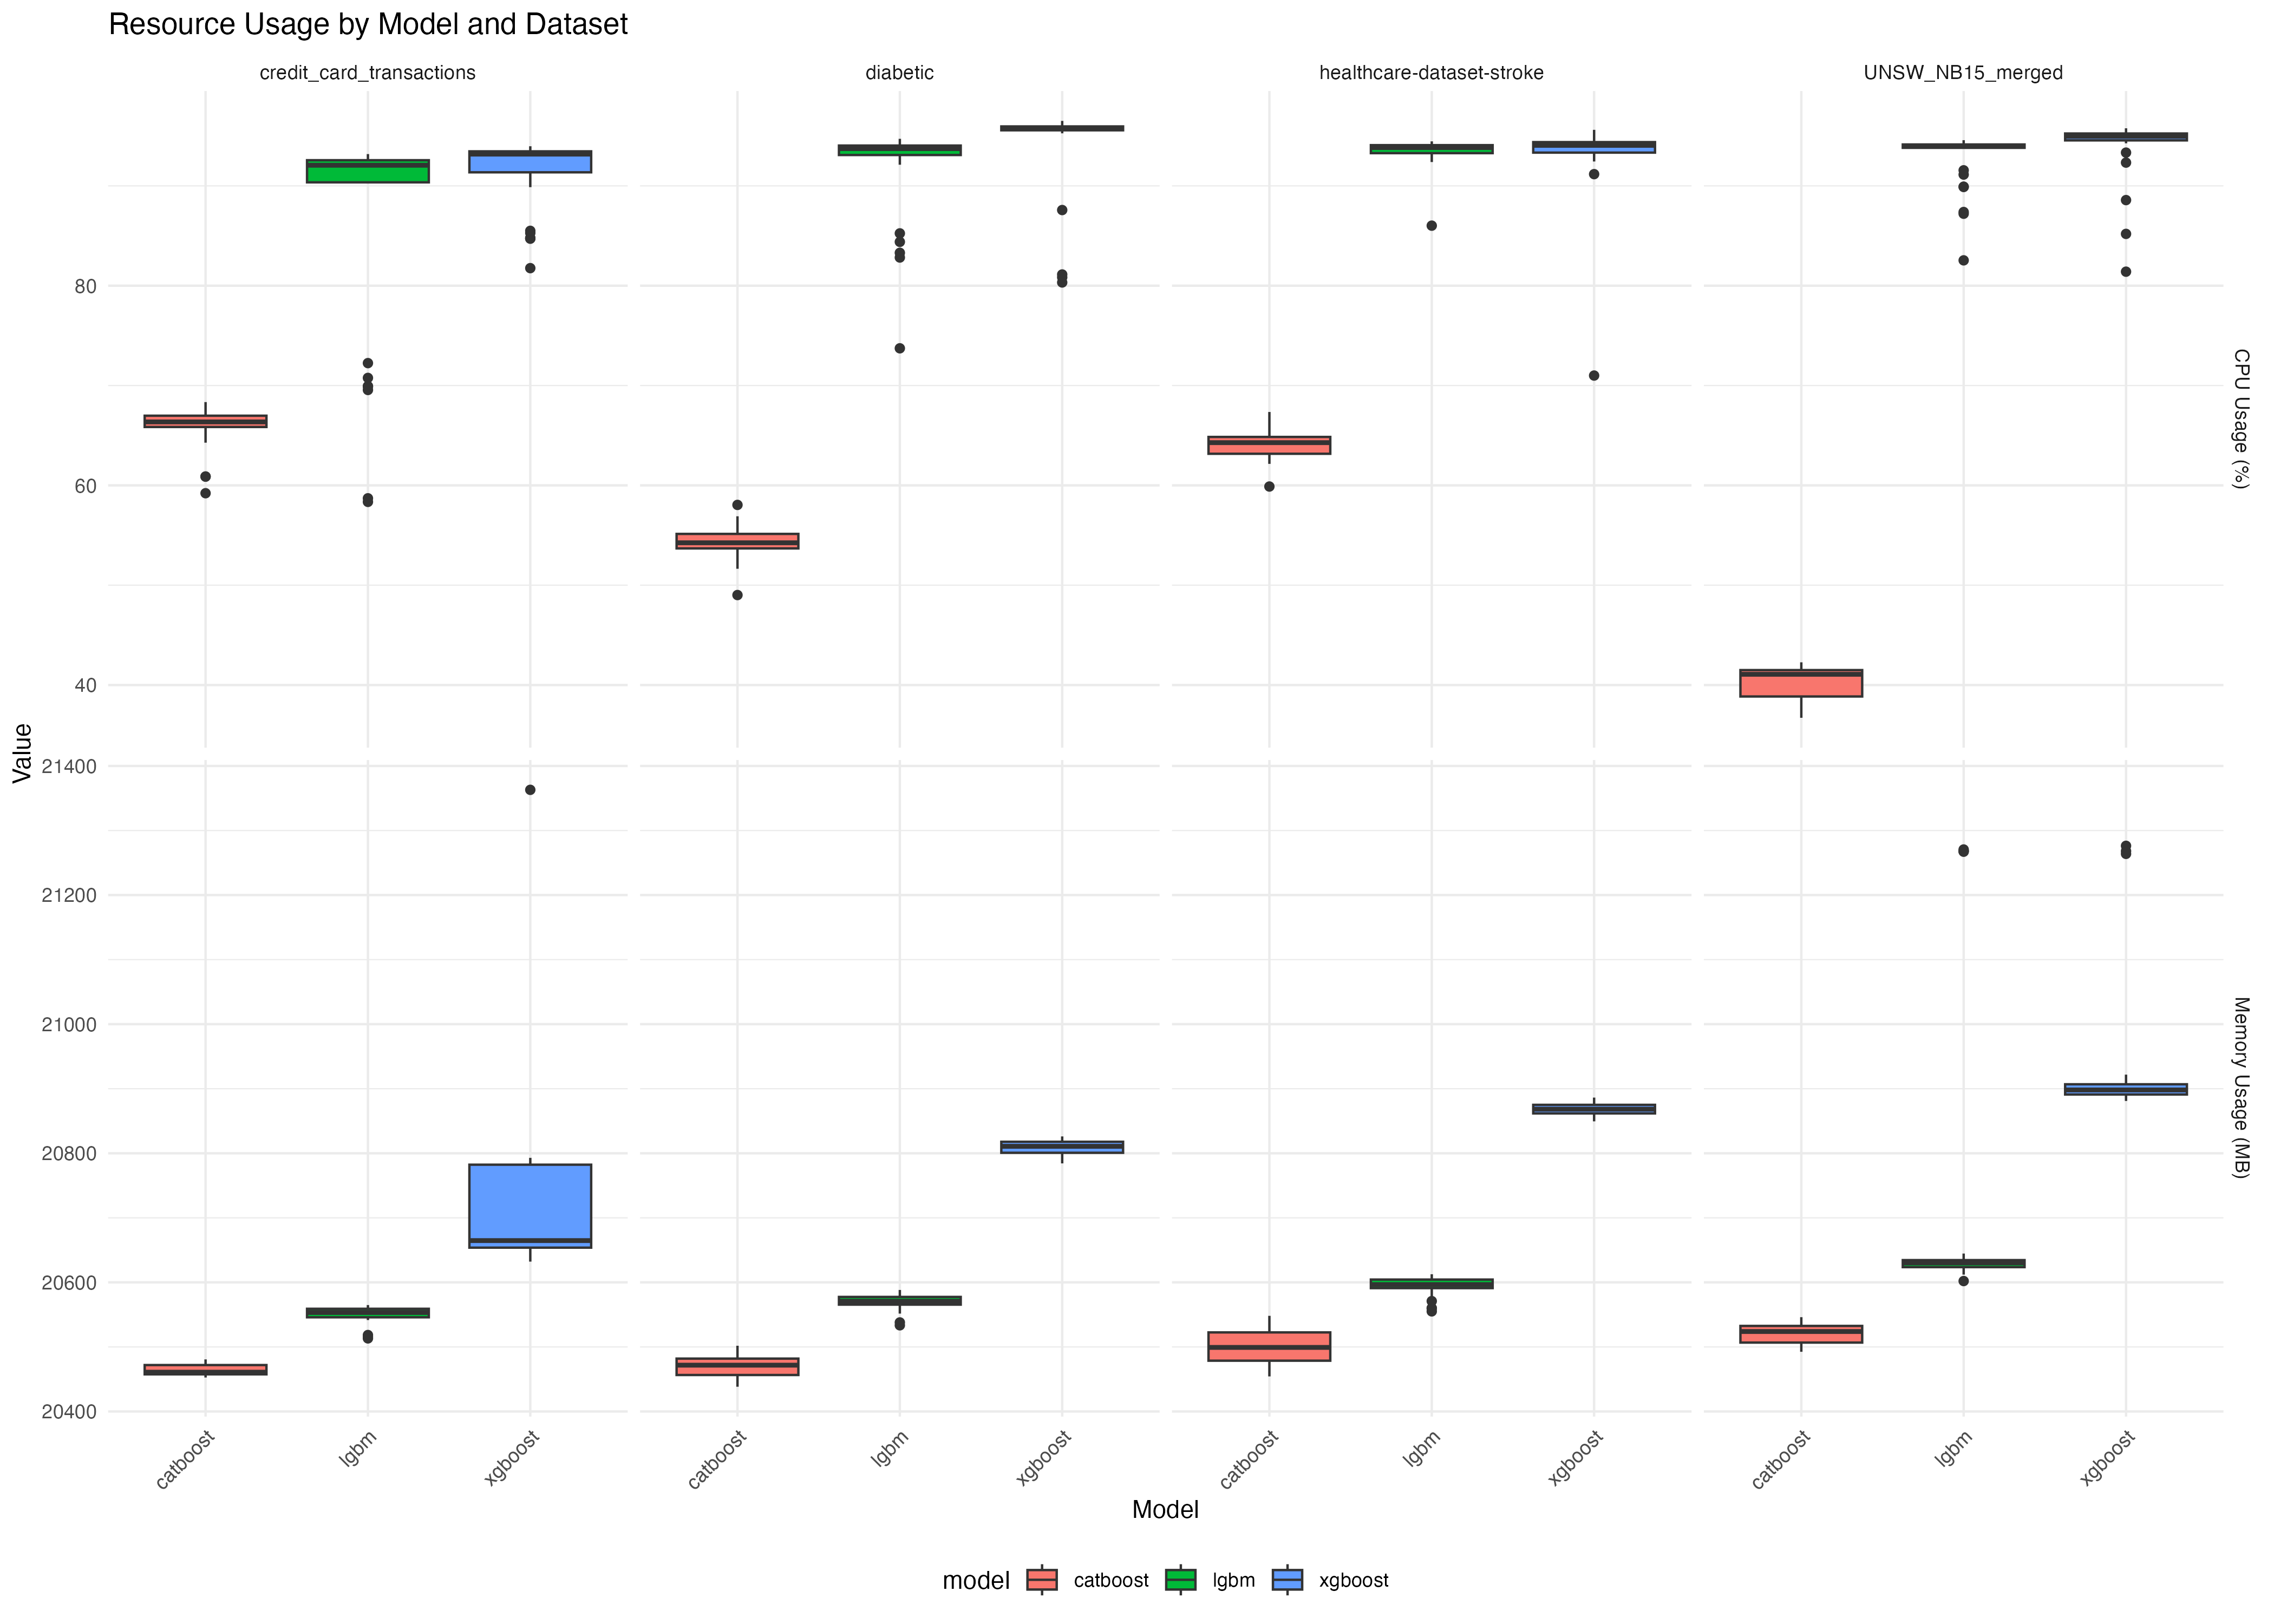 Resource Usage by Model and Dataset
credit_card_transactions
diabetic
healthcare-dataset-stroke
UNSW_NB15_merged
80
60
40
CPU Usage (%)
Value
21400
21200
21000
20800
20600
20400
Memory Usage (MB)
catboost
lgbm
xgboost
catboost
lgbm
xgboost
catboost
lgbm
xgboost
catboost
lgbm
xgboost
Model
model catboost lgbm xgboost